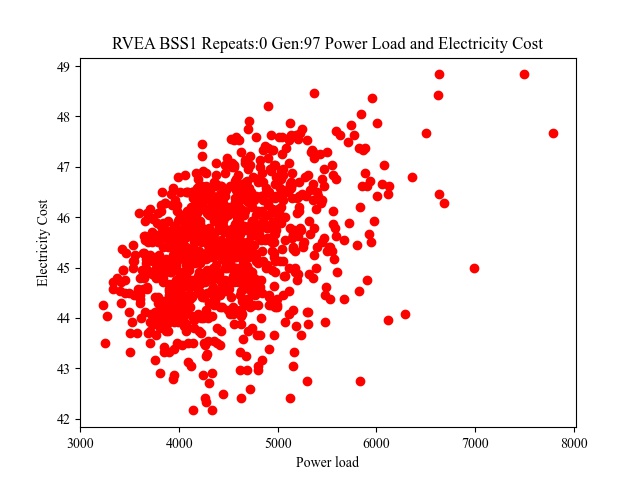 RVEA BSS1 Repeats:0 Gen:97 Power Load and Electricity Cost
49
48
47
46
45
44
43
42
Electricity Cost
3000 4000 5000 6000 7000 8000
Power load